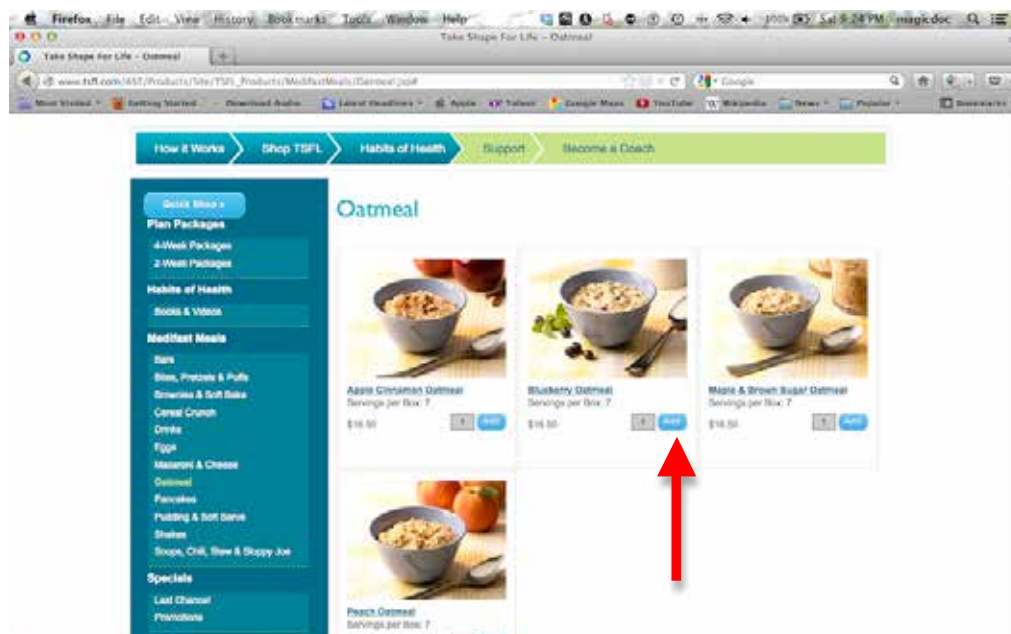 Firefox File Edit View History Bookmarks Tools Window Help 100% Sat 8:24 PM magicdoc
Take Shape For Life - Oatmeal
Take Shape For Life - Oatmeal
Google
Most Visited Getting Started Download Audio Latest Headlines Apple Yahoo! Google Maps YouTube Wikipedia News Popular Bookmarks
How it Works Shop TSFL Habits of Health Support Become a Coach
Quick Shop »
Plan Packages
4-Week Packages
2-Week Packages
Habits of Health
Books & Videos
Medifast Meals
Bars
Bites, Pretzels & Puffs
Brownies & Soft Bake
Cereal Crunch
Drinks
Eggs
Macaroni & Cheese
Oatmeal
Pancakes
Pudding & Soft Serve
Shakes
Soups, Chili, Stew & Sloppy Joe
Specials
Last Chance!
Promotions
Oatmeal
Apple Cinnamon Oatmeal
Servings per Box: 7
$16.50 1 Add
Blueberry Oatmeal
Servings per Box: 7
$16.50 1 Add
Maple & Brown Sugar Oatmeal
Servings per Box: 7
$16.50 1 Add
Peach Oatmeal
Servings per Box: 7